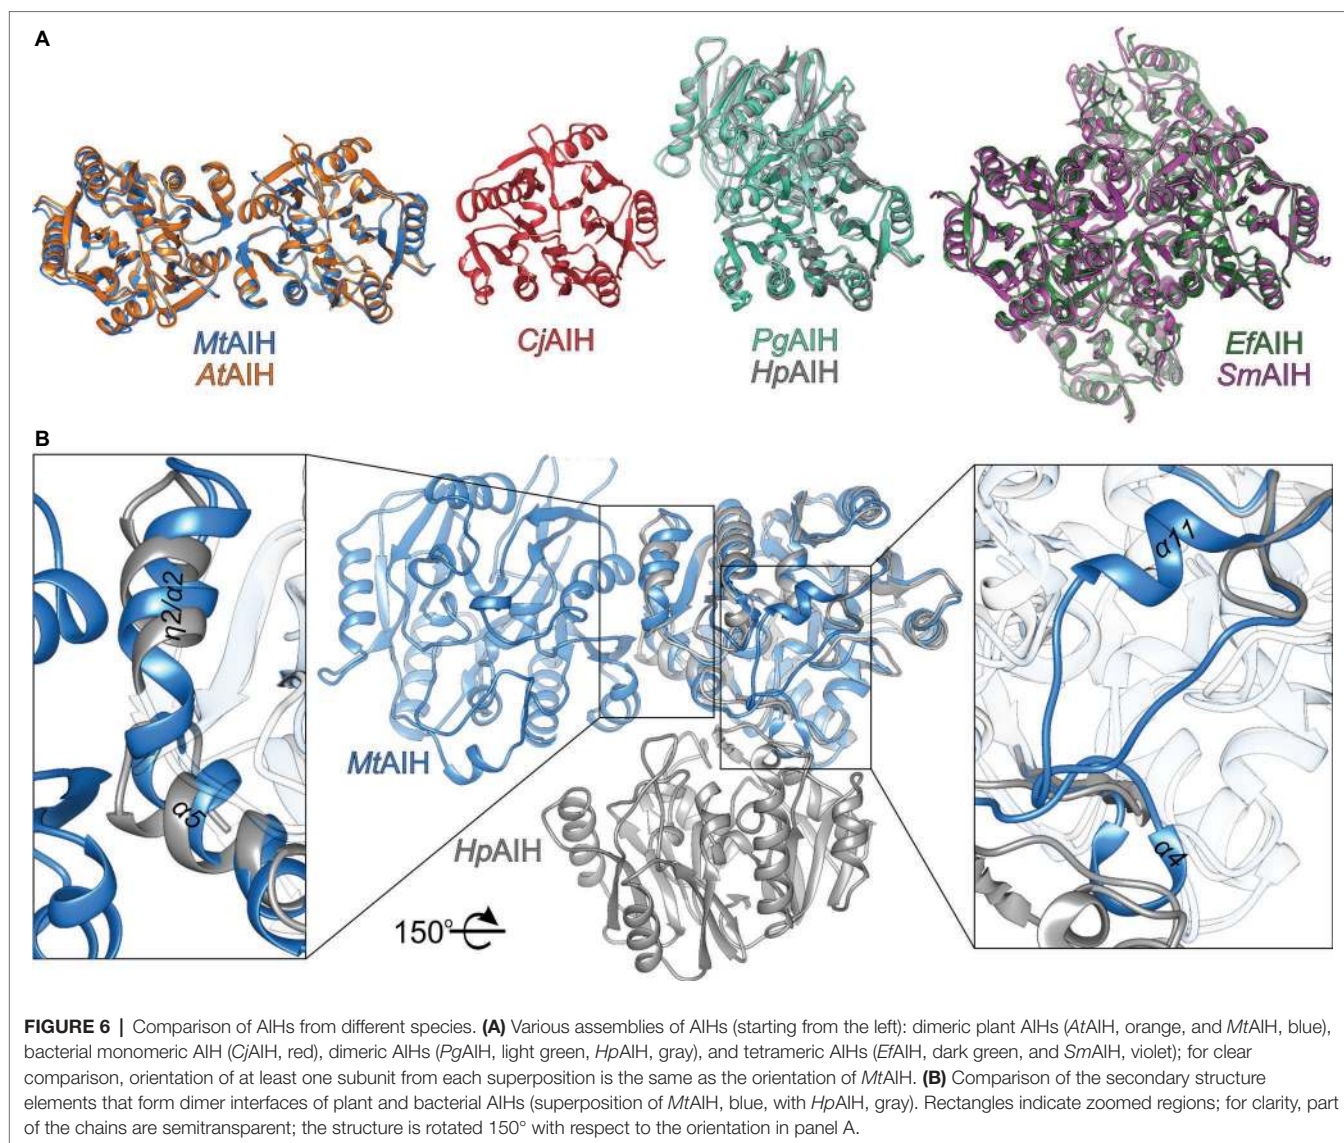 A
MtAIH
AtAIH
CjAIH
PgAIH
HpAIH
EfAIH
SmAIH
B
η2/α2
α5
MtAIH
HpAIH
150°
α11
α4
FIGURE 6 | Comparison of AIHs from different species. (A) Various assemblies of AIHs (starting from the left): dimeric plant AIHs (AtAIH, orange, and MtAIH, blue),
bacterial monomeric AIH (CjAIH, red), dimeric AIHs (PgAIH, light green, HpAIH, gray), and tetrameric AIHs (EfAIH, dark green, and SmAIH, violet); for clear
comparison, orientation of at least one subunit from each superposition is the same as the orientation of MtAIH. (B) Comparison of the secondary structure
elements that form dimer interfaces of plant and bacterial AIHs (superposition of MtAIH, blue, with HpAIH, gray). Rectangles indicate zoomed regions; for clarity, part
of the chains are semitransparent; the structure is rotated 150° with respect to the orientation in panel A.